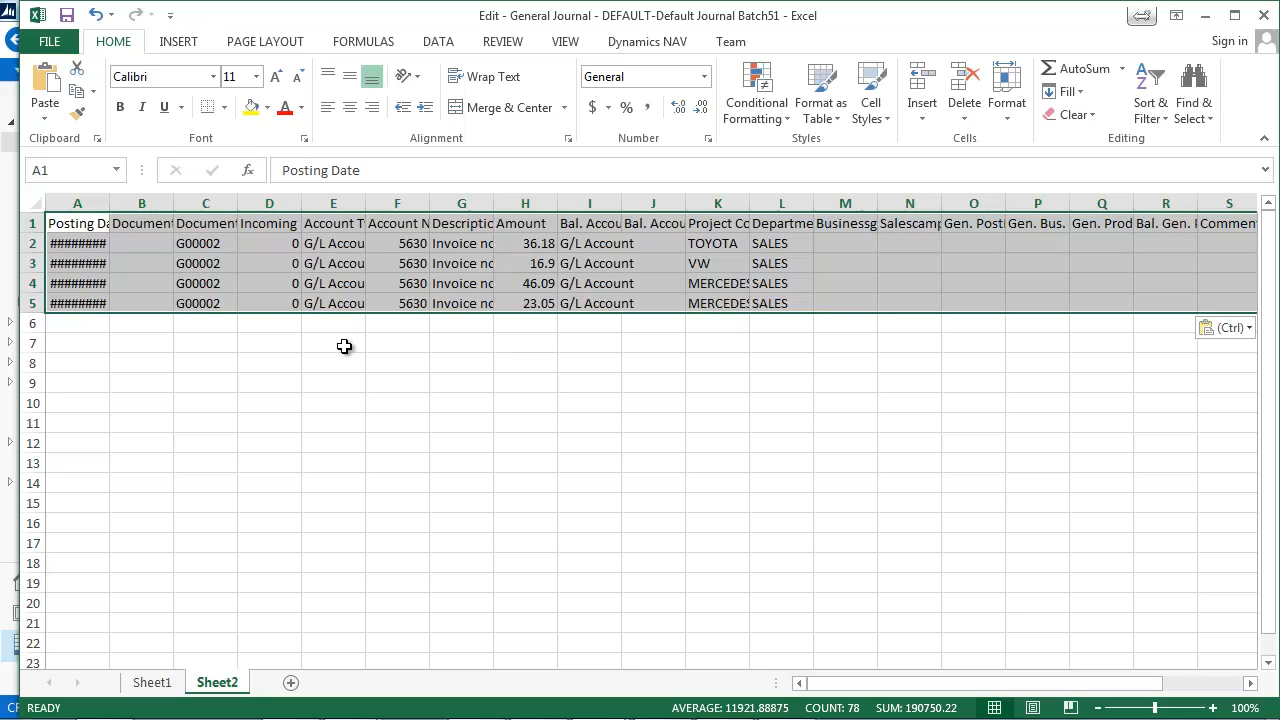 Edit - General Journal - DEFAULT-Default Journal Batch51 - Excel
FILE HOME INSERT PAGE LAYOUT FORMULAS DATA REVIEW VIEW Dynamics NAV Team Sign in
Calibri 11 Wrap Text General AutoSum
Fill
Paste B I U A Merge & Center $ % Conditional Formatting Format as Table Cell Styles Insert Delete Format Clear Sort & Filter Find & Select
Clipboard Font Alignment Number Styles Cells Editing
A1 fx Posting Date
A B C D E F G H I J K L M N O P Q R S
1 Posting Da Document Document Incoming Account T Account N Descriptio Amount Bal. Accou Bal. Accou Project Co Departme Businessg Salescamp Gen. Posti Gen. Bus. Gen. Prod Bal. Gen. Commen
2 ######## G00002 0 G/L Accou 5630 Invoice no 36.18 G/L Account TOYOTA SALES
3 ######## G00002 0 G/L Accou 5630 Invoice no 16.9 G/L Account VW SALES
4 ######## G00002 0 G/L Accou 5630 Invoice no 46.09 G/L Account MERCEDES SALES
5 ######## G00002 0 G/L Accou 5630 Invoice no 23.05 G/L Account MERCEDES SALES
6
(Ctrl)
7
8
9
10
11
12
13
14
15
16
17
18
19
20
21
22
23
Sheet1 Sheet2
READY AVERAGE: 11921.88875 COUNT: 78 SUM: 190750.22 100%